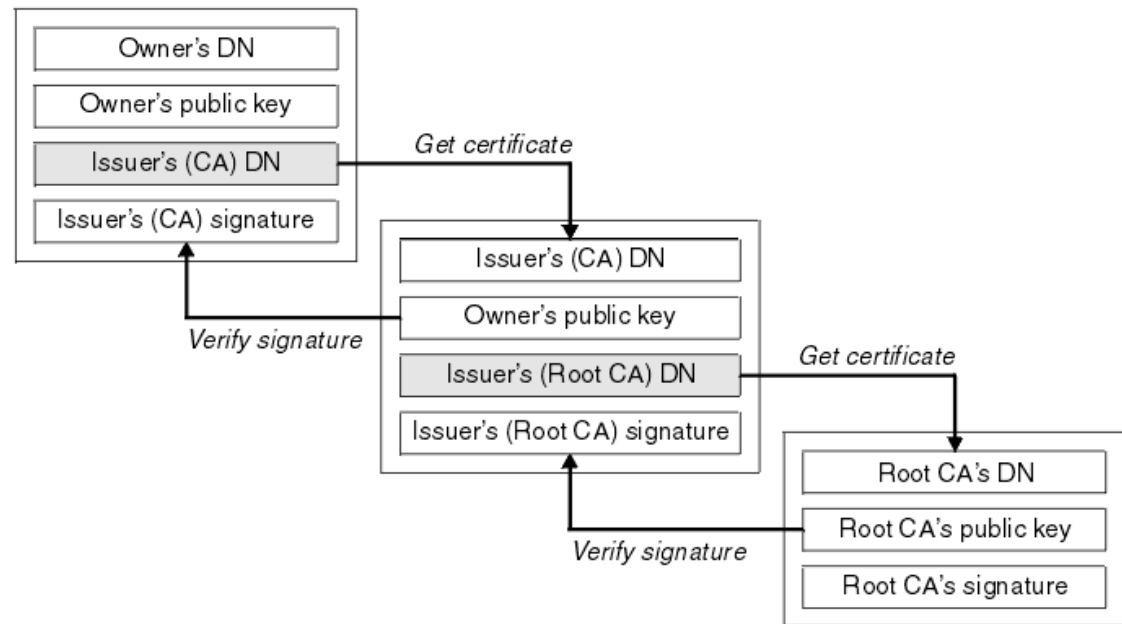 Owner's DN
Owner's public key
Issuer's (CA) DN
Issuer's (CA) signature
Get certificate
Verify signature
Issuer's (CA) DN
Owner's public key
Issuer's (Root CA) DN
Issuer's (Root CA) signature
Get certificate
Verify signature
Root CA's DN
Root CA's public key
Root CA's signature